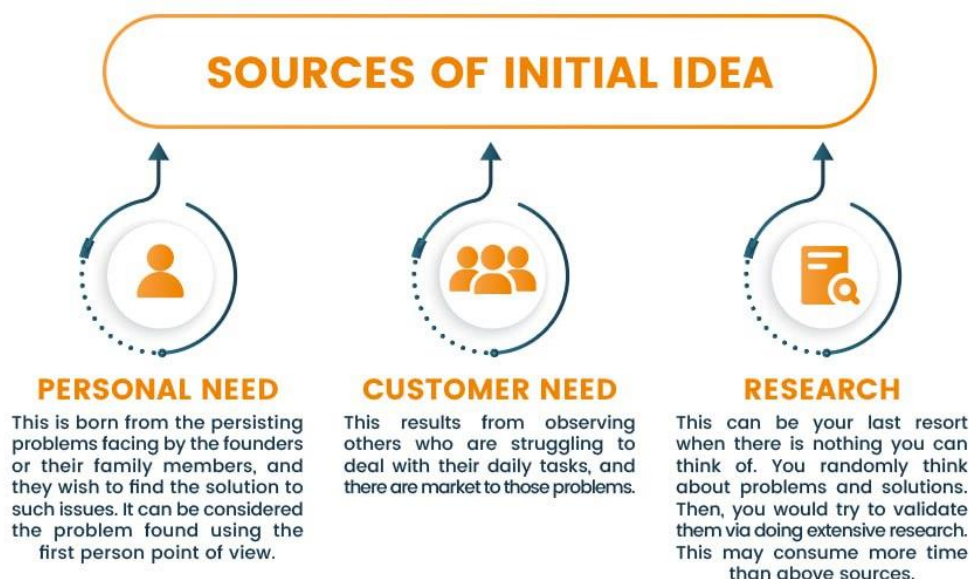 SOURCES OF INITIAL IDEA
PERSONAL NEED
This is born from the persisting
problems facing by the founders
or their family members, and
they wish to find the solution to
such issues. It can be considered
the problem found using the
first person point of view.
CUSTOMER NEED
This results from observing
others who are struggling to
deal with their daily tasks, and
there are market to those problems.
RESEARCH
This can be your last resort
when there is nothing you can
think of. You randomly think
about problems and solutions.
Then, you would try to validate
them via doing extensive research.
This may consume more time
than above sources.